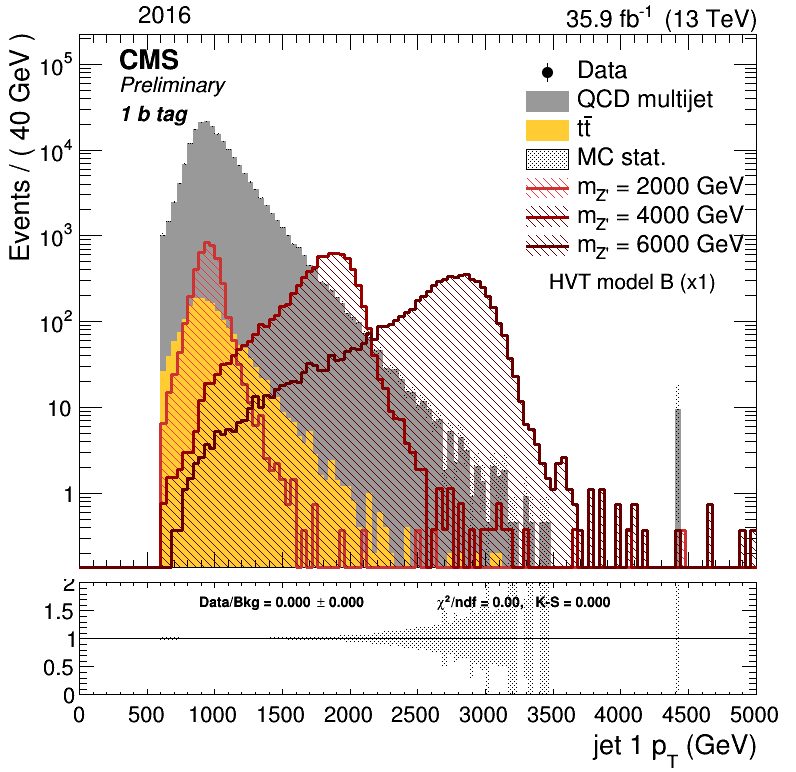 2016
35.9 fb⁻¹ (13 TeV)
CMS
Preliminary
1 b tag
Data
QCD multijet
tt̄
MC stat.
m_Z' = 2000 GeV
m_Z' = 4000 GeV
m_Z' = 6000 GeV
HVT model B (x1)
Events / ( 40 GeV )
10⁵
10⁴
10³
10²
10
1
Data/Bkg = 0.000 ± 0.000
χ²/ndf = 0.00, K-S = 0.000
2
1.5
1
0.5
0
0 500 1000 1500 2000 2500 3000 3500 4000 4500 5000
jet 1 p_T (GeV)